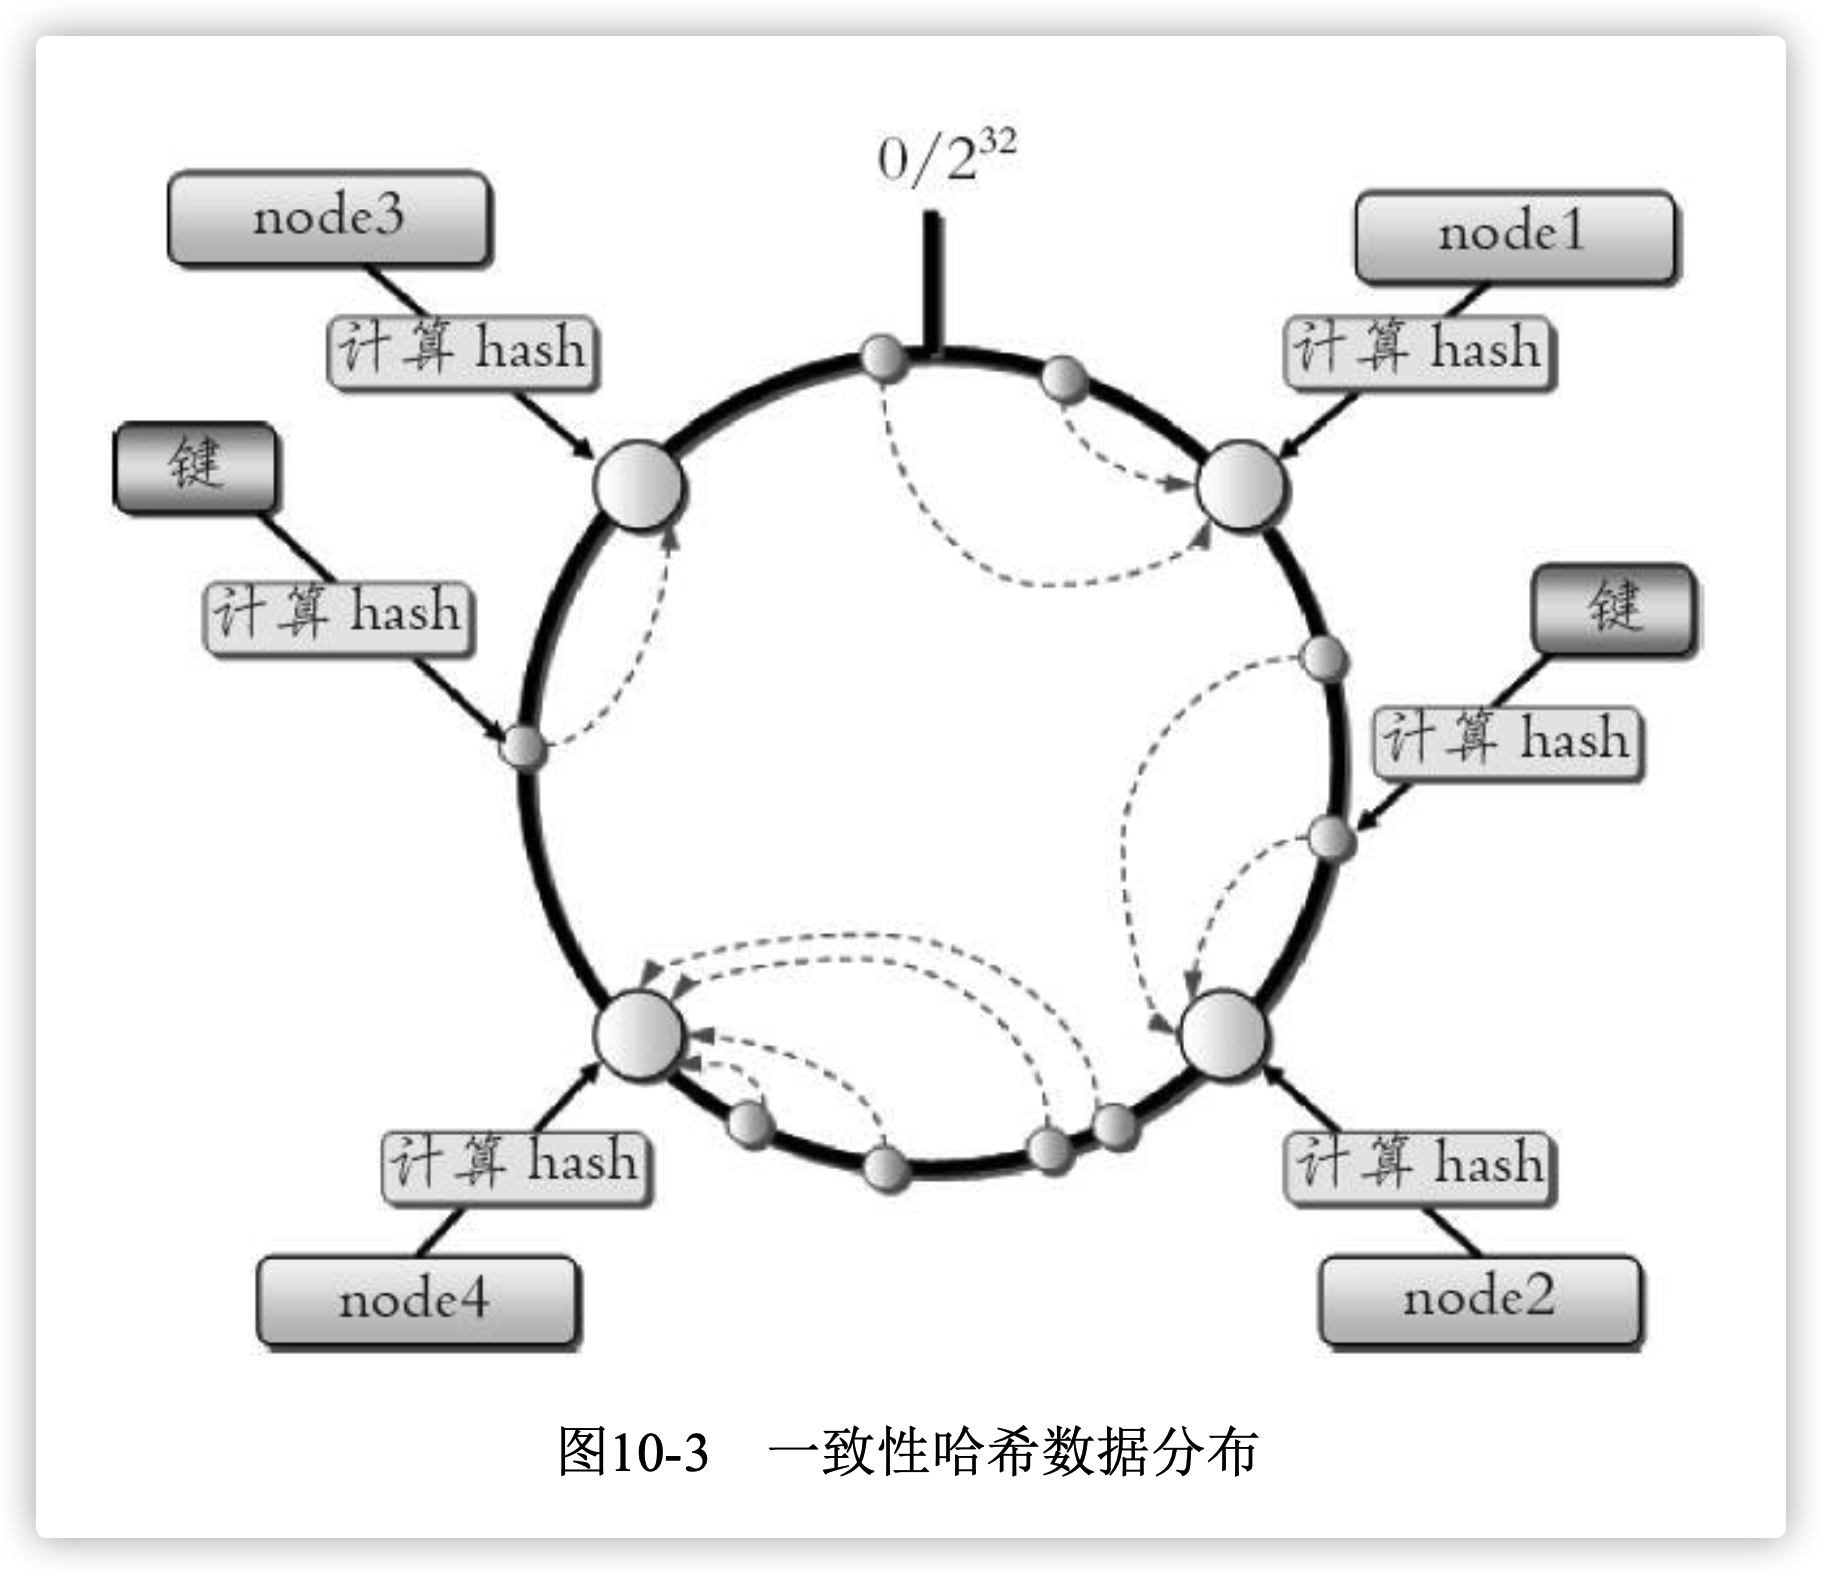 0/2³²
node3
node1
计算 hash
计算 hash
键
键
计算 hash
计算 hash
计算 hash
计算 hash
node4
node2
图10-3 一致性哈希数据分布